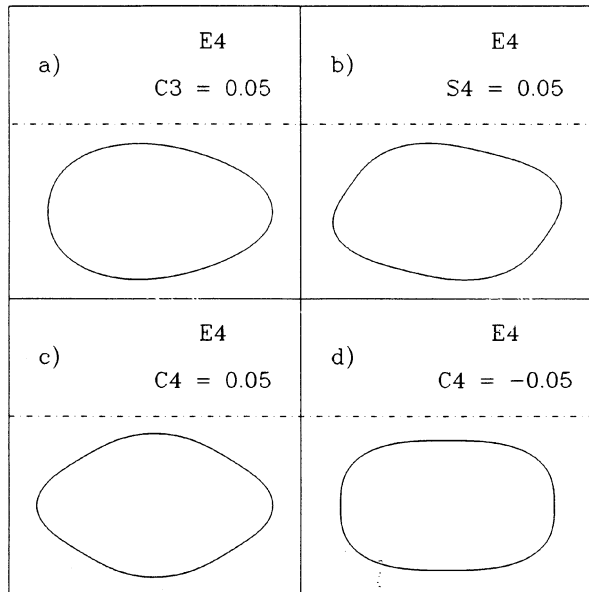 a)
E4
C3 = 0.05
b)
E4
S4 = 0.05
c)
E4
C4 = 0.05
d)
E4
C4 = -0.05